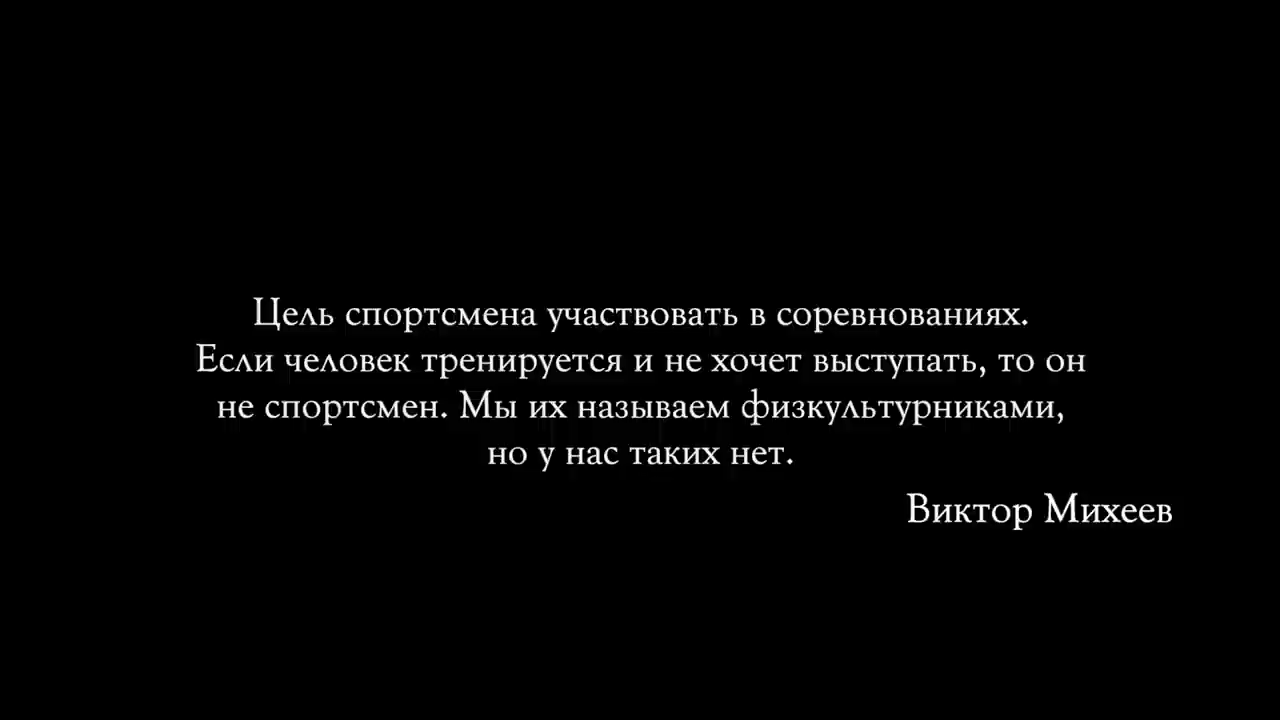 Цель спортсмена участвовать в соревнованиях.
Если человек тренируется и не хочет выступать, то он
не спортсмен. Мы их называем физкультурниками,
но у нас таких нет.
Виктор Михеев